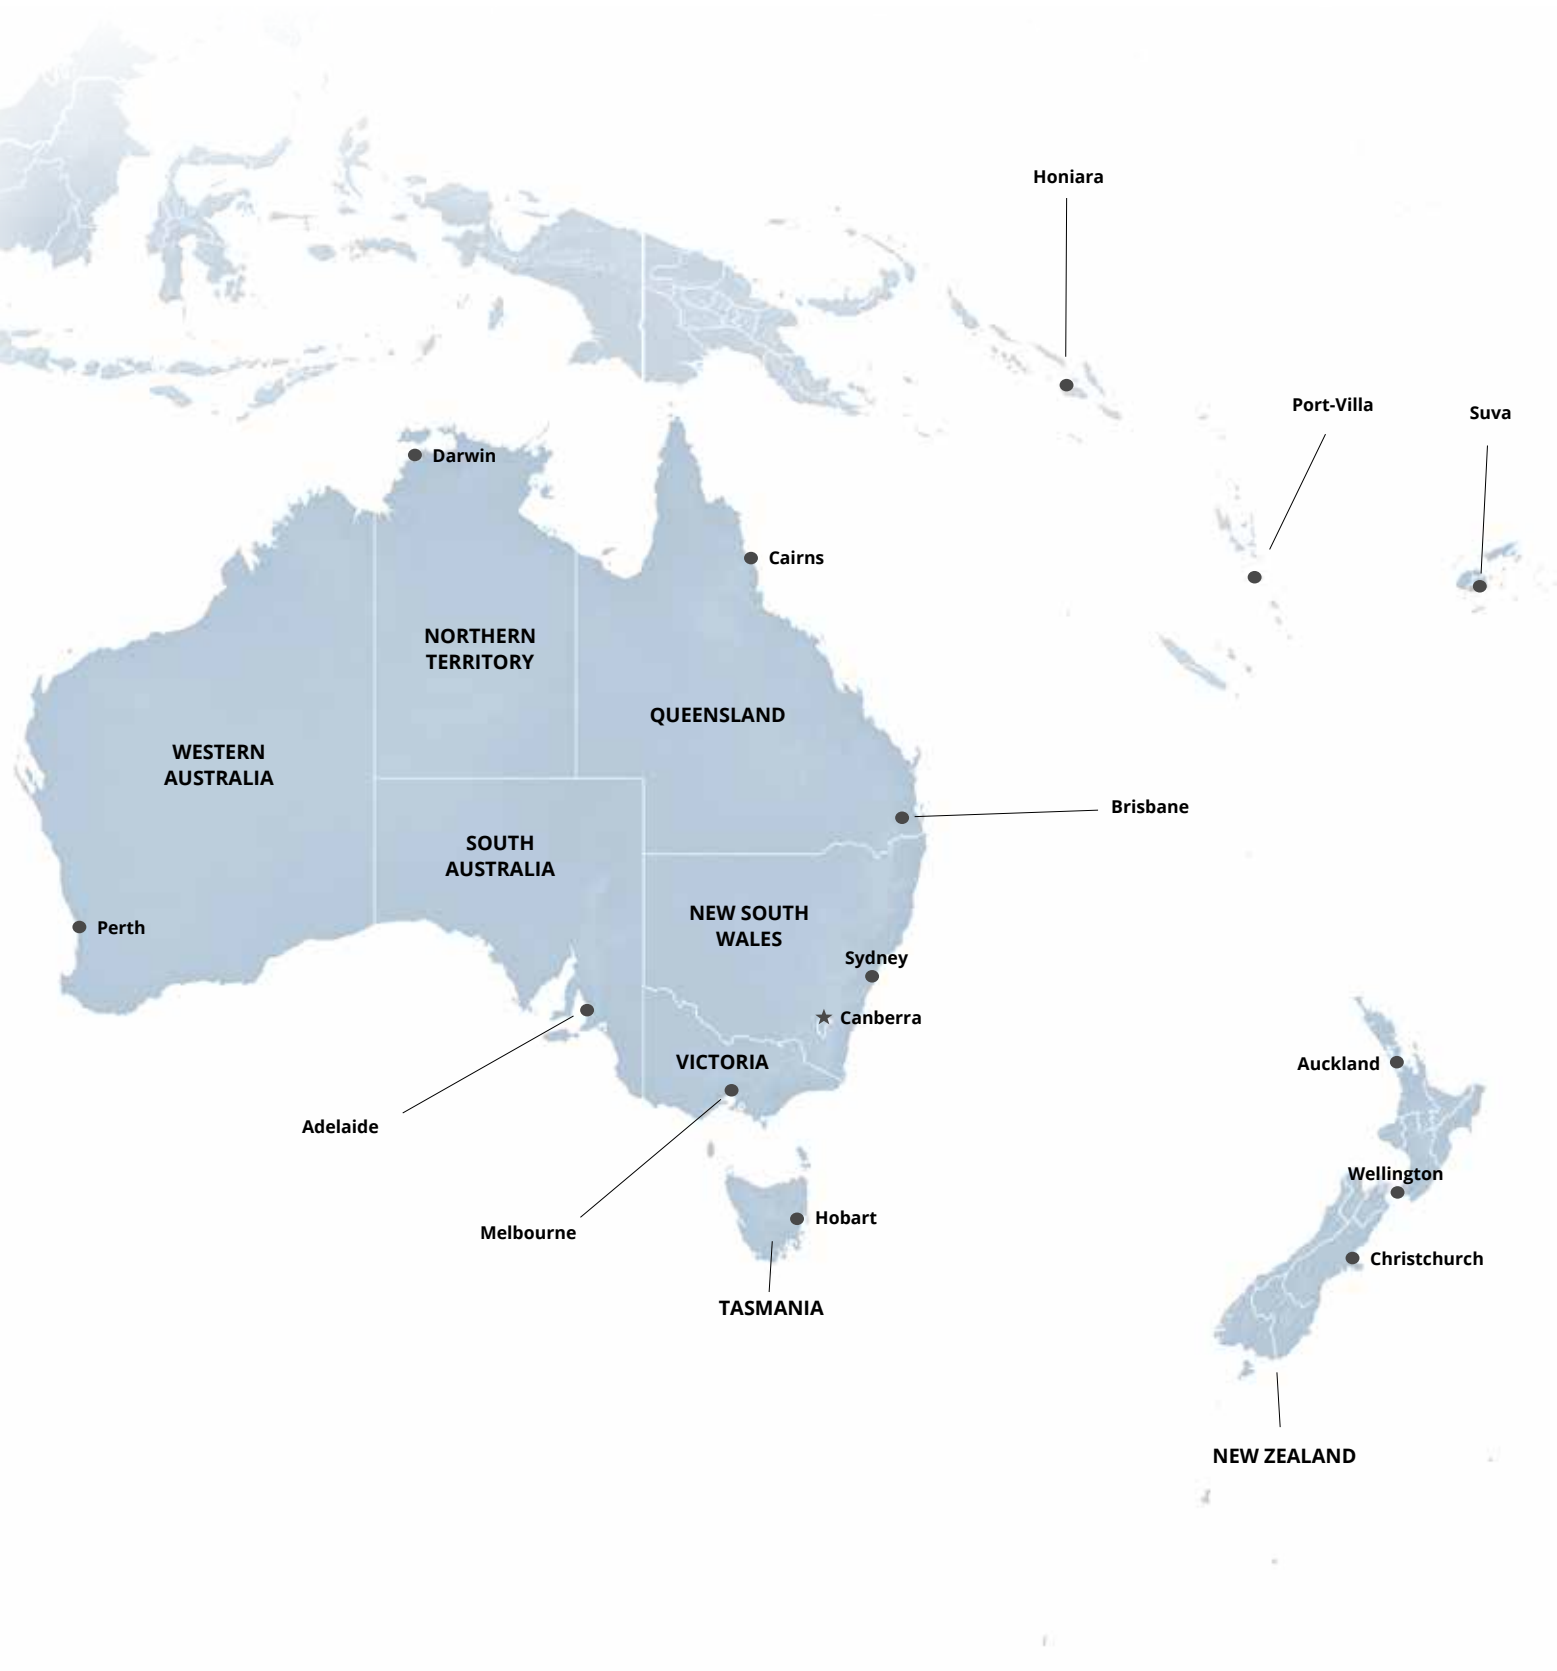 Honiara
Port-Villa
Suva
Darwin
Cairns
NORTHERN
TERRITORY
QUEENSLAND
WESTERN
AUSTRALIA
Brisbane
SOUTH
AUSTRALIA
NEW SOUTH
WALES
Perth
Sydney
Canberra
VICTORIA
Auckland
Adelaide
Wellington
Melbourne
Hobart
Christchurch
TASMANIA
NEW ZEALAND